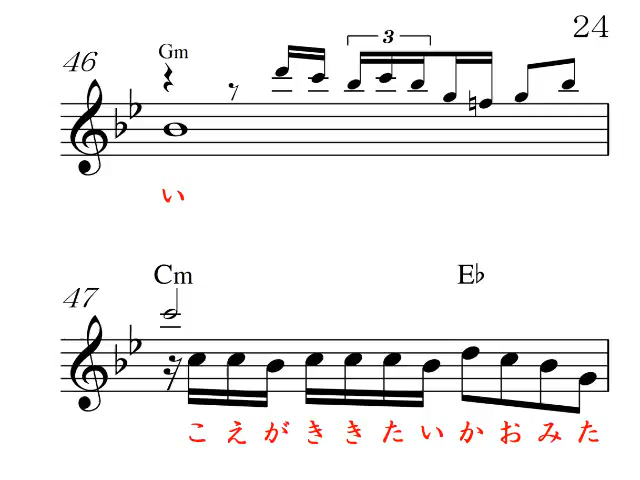 24
46 Gm
3
い
Cm E♭
47
こ え が き き た い か お み た